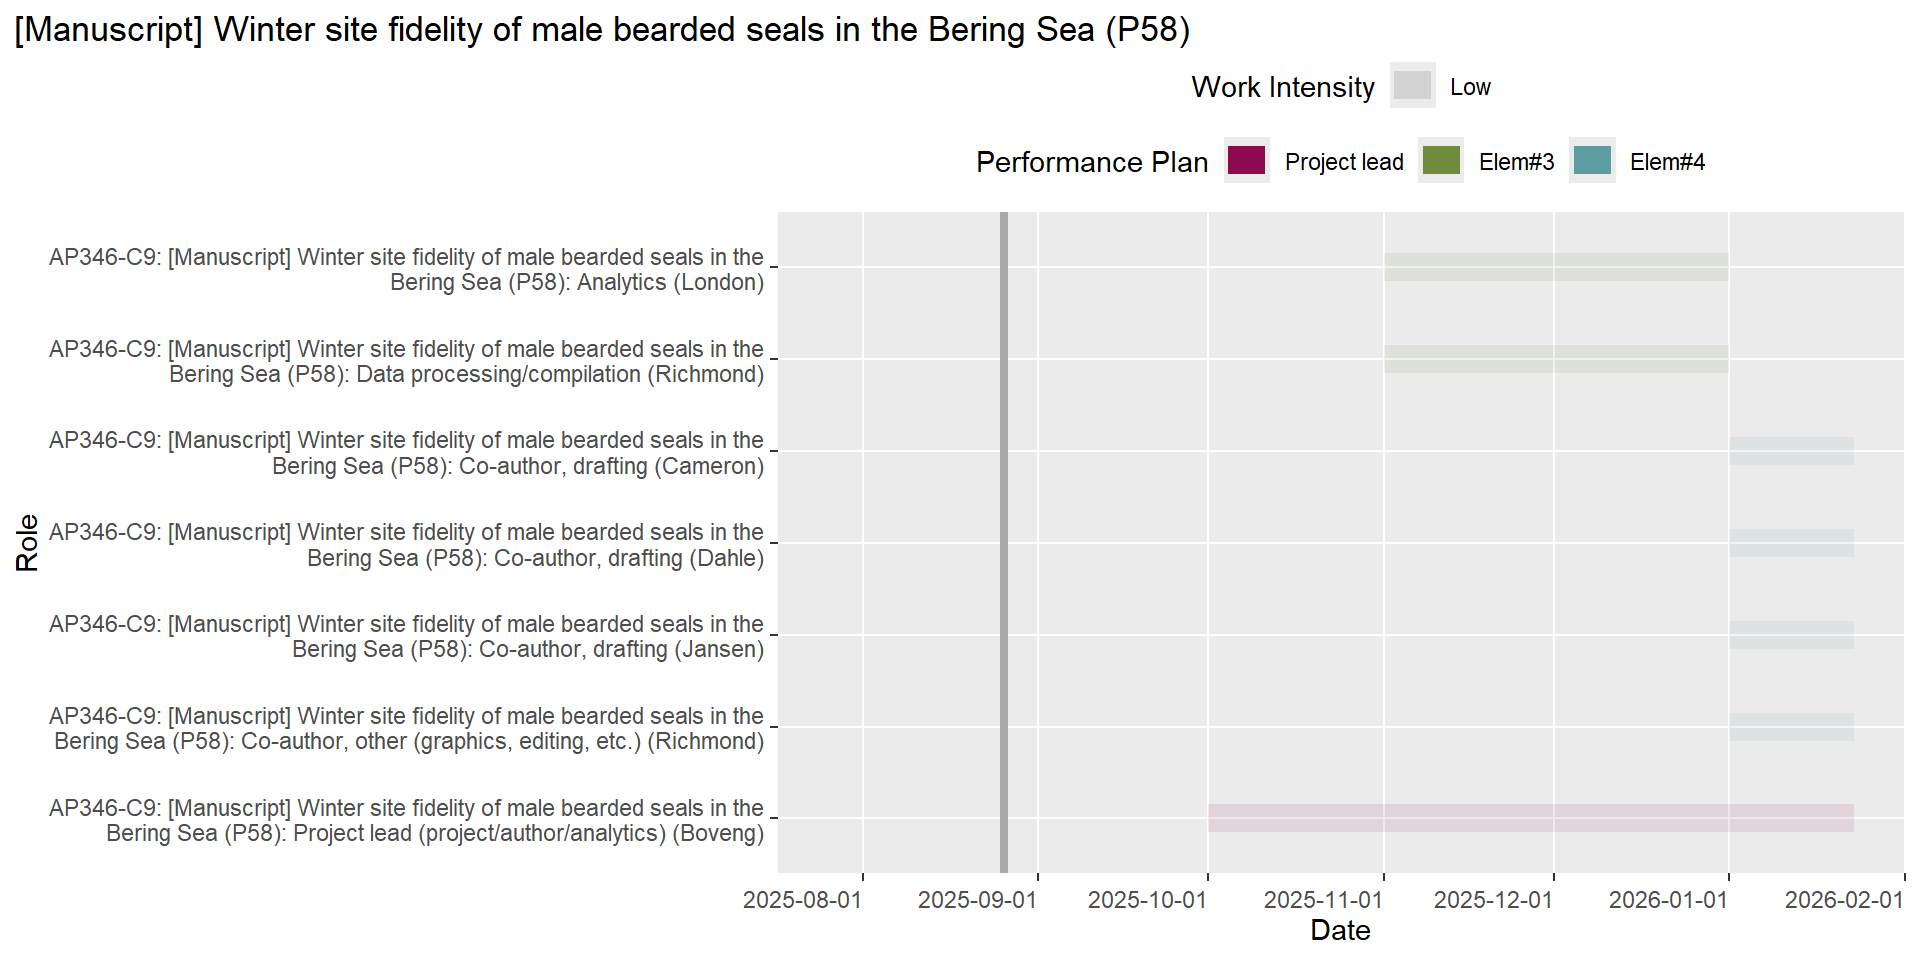 [Manuscript] Winter site fidelity of male bearded seals in the Bering Sea (P58)
Work Intensity Low
Performance Plan Project lead Elem#3 Elem#4
AP346-C9: [Manuscript] Winter site fidelity of male bearded seals in the
Bering Sea (P58): Analytics (London)
AP346-C9: [Manuscript] Winter site fidelity of male bearded seals in the
Bering Sea (P58): Data processing/compilation (Richmond)
AP346-C9: [Manuscript] Winter site fidelity of male bearded seals in the
Bering Sea (P58): Co-author, drafting (Cameron)
AP346-C9: [Manuscript] Winter site fidelity of male bearded seals in the
Bering Sea (P58): Co-author, drafting (Dahle)
AP346-C9: [Manuscript] Winter site fidelity of male bearded seals in the
Bering Sea (P58): Co-author, drafting (Jansen)
AP346-C9: [Manuscript] Winter site fidelity of male bearded seals in the
Bering Sea (P58): Co-author, other (graphics, editing, etc.) (Richmond)
AP346-C9: [Manuscript] Winter site fidelity of male bearded seals in the
Bering Sea (P58): Project lead (project/author/analytics) (Boveng)
Role
2025-08-01 2025-09-01 2025-10-01 2025-11-01 2025-12-01 2026-01-01 2026-02-01
Date